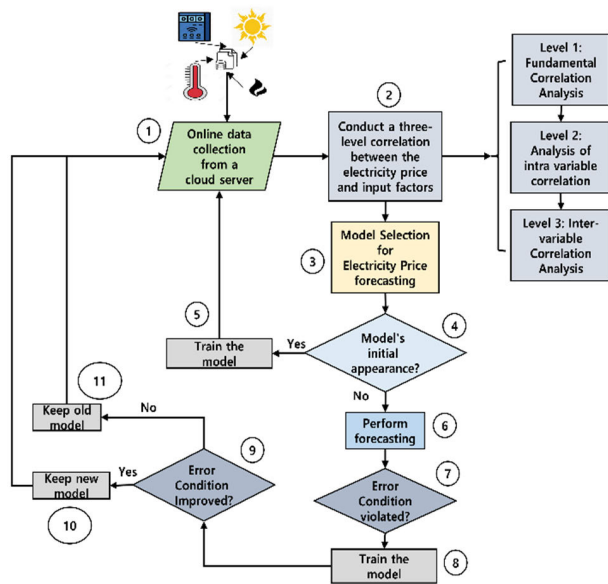 1
Online data
collection
from a
cloud server
2
Conduct a three-
level correlation
between the
electricity price
and input factors
Level 1:
Fundamental
Correlation
Analysis
Level 2:
Analysis of
intra variable
correlation
Level 3: Inter-
variable
Correlation
Analysis
3
Model Selection
for
Electricity Price
forecasting
4
Model's
initial
appearance?
Yes
5
Train the
model
No
6
Perform
forecasting
7
Error
Condition
violated?
8
Train the
model
9
Error
Condition
Improved?
Yes
Keep new
model
10
No
11
Keep old
model